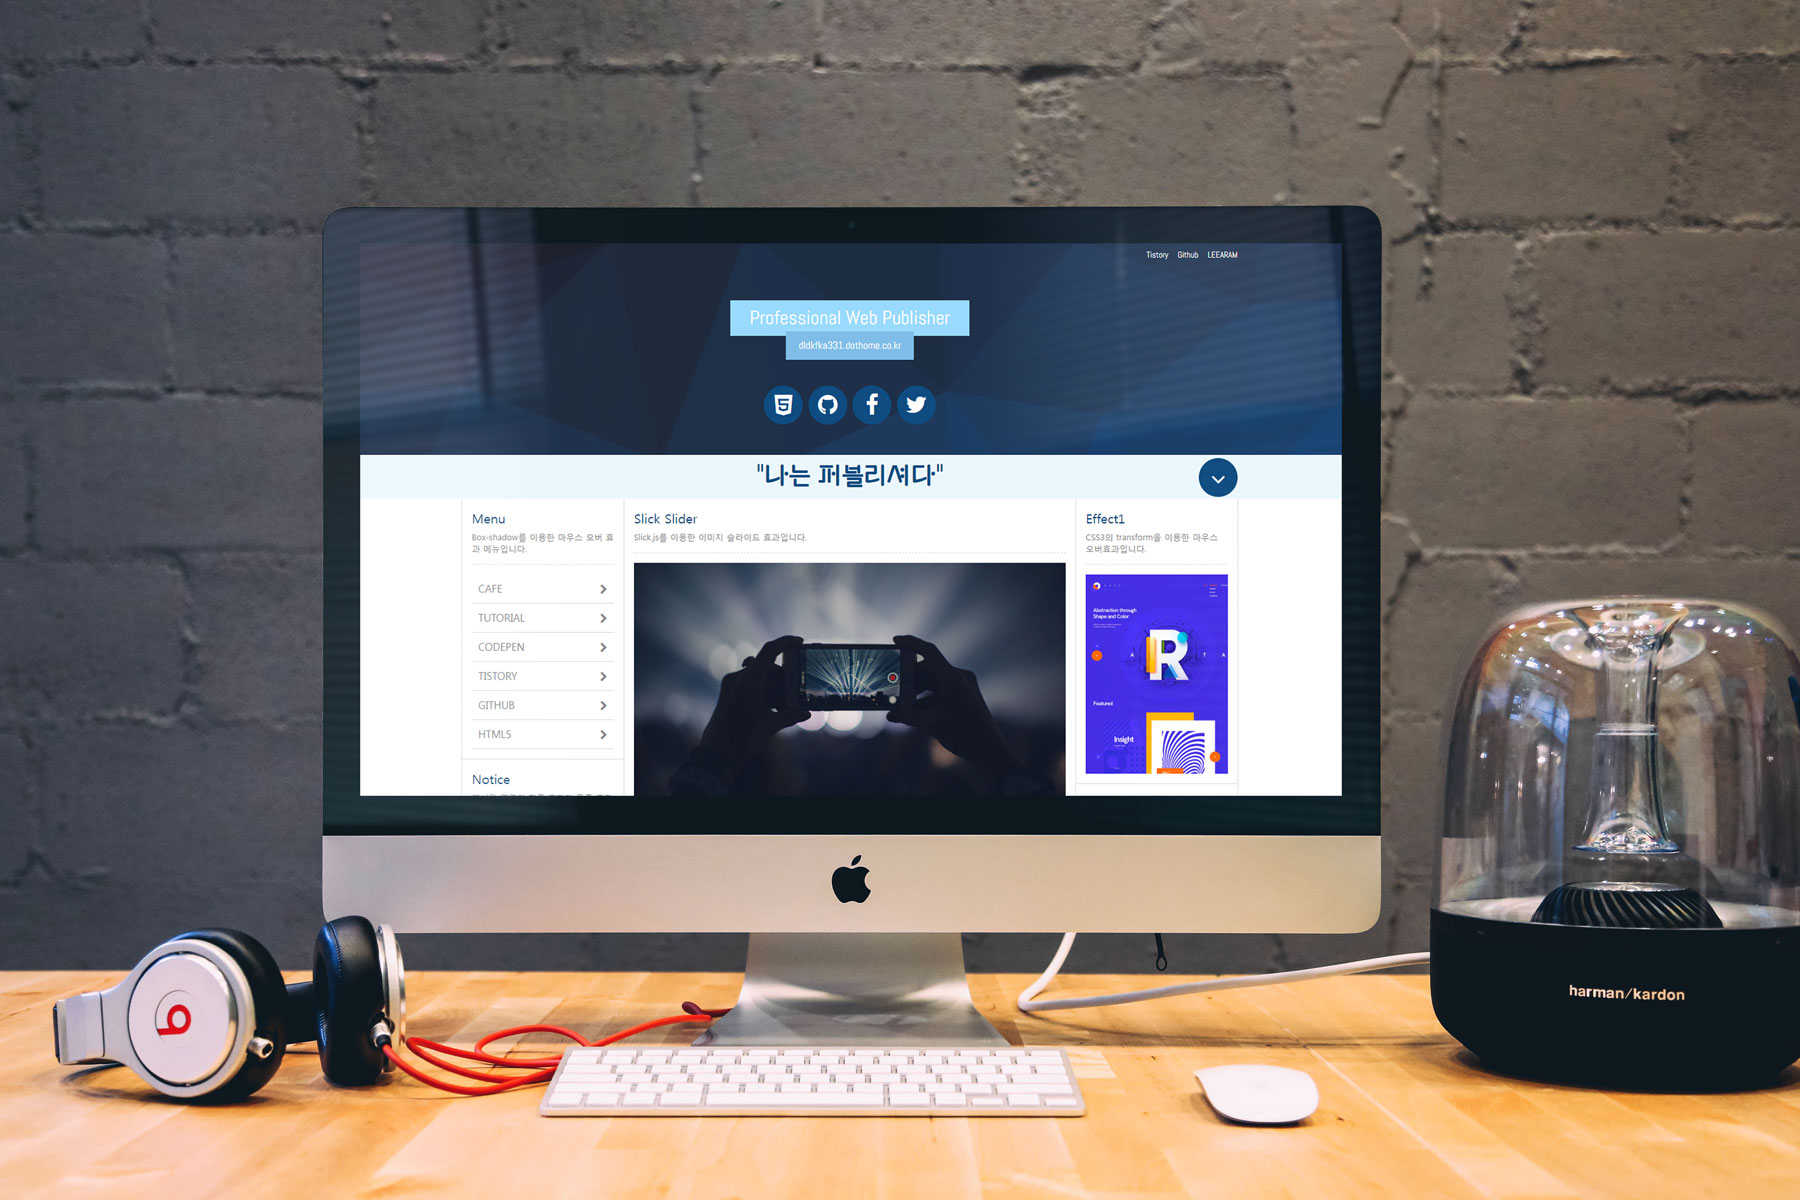 Tistory Github LEEARAM
Professional Web Publisher
dldkfka331.dothome.co.kr
"나는 퍼블리셔다"
Menu
Box-shadow를 이용한 마우스 오버 효
과 메뉴입니다.
CAFE
TUTORIAL
CODEPEN
TISTORY
GITHUB
HTML5
Notice
Slick Slider
Slick.js를 이용한 이미지 슬라이드 효과입니다.
Effect1
CSS3의 transform을 이용한 마우스
오버효과입니다.
Abstraction through
Shape and Color
R
Featured
Insight
b
harman/kardon